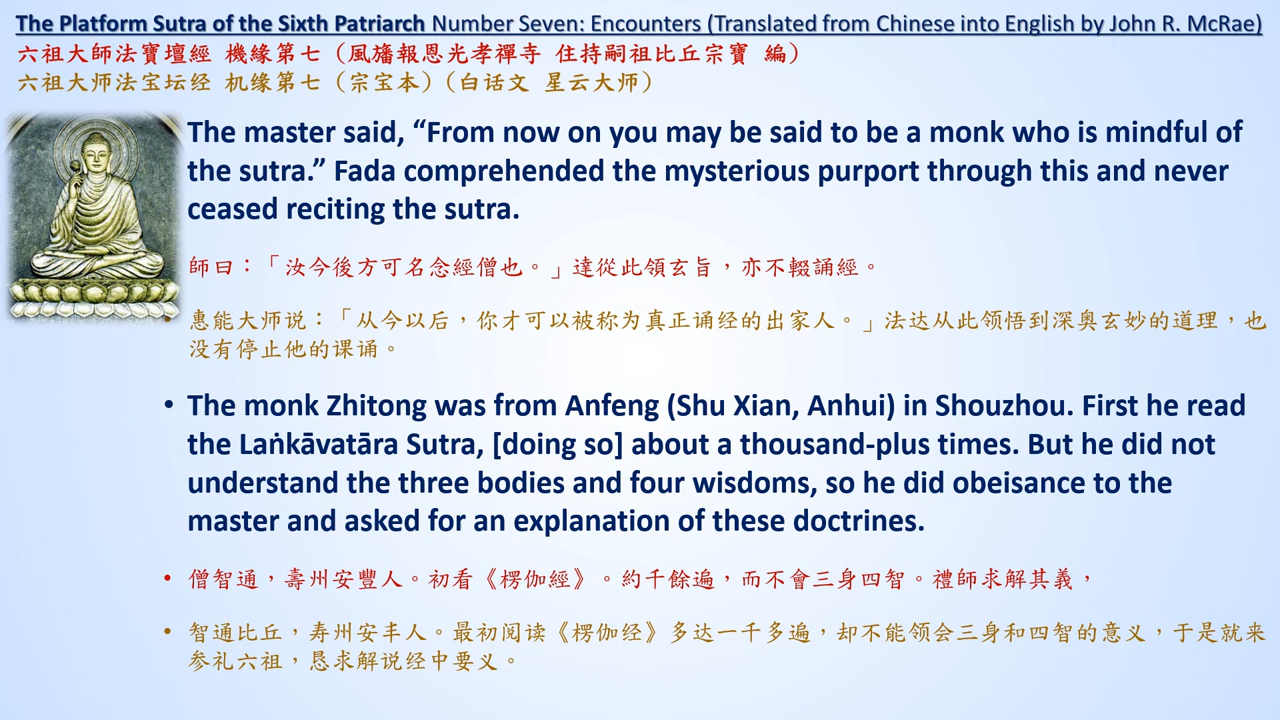 The Platform Sutra of the Sixth Patriarch Number Seven: Encounters (Translated from Chinese into English by John R. McRae)
六祖大師法寶壇經 機緣第七（風旛報恩光孝禪寺 住持嗣祖比丘宗寶 編）
六祖大师法宝坛经 机缘第七（宗宝本）（白话文 星云大师）
The master said, “From now on you may be said to be a monk who is mindful of
the sutra.” Fada comprehended the mysterious purport through this and never
ceased reciting the sutra.
師曰：「汝今後方可名念經僧也。」達從此領玄旨，亦不輟誦經。
惠能大师说：「从今以后，你才可以被称为真正诵经的出家人。」法达从此领悟到深奥玄妙的道理，也
没有停止他的课诵。
• The monk Zhitong was from Anfeng (Shu Xian, Anhui) in Shouzhou. First he read
the Laṅkāvatāra Sutra, [doing so] about a thousand-plus times. But he did not
understand the three bodies and four wisdoms, so he did obeisance to the
master and asked for an explanation of these doctrines.
• 僧智通，壽州安豐人。初看《楞伽經》。約千餘遍，而不會三身四智。禮師求解其義，
• 智通比丘，寿州安丰人。最初阅读《楞伽经》多达一千多遍，却不能领会三身和四智的意义，于是就来
参礼六祖，恳求解说经中要义。